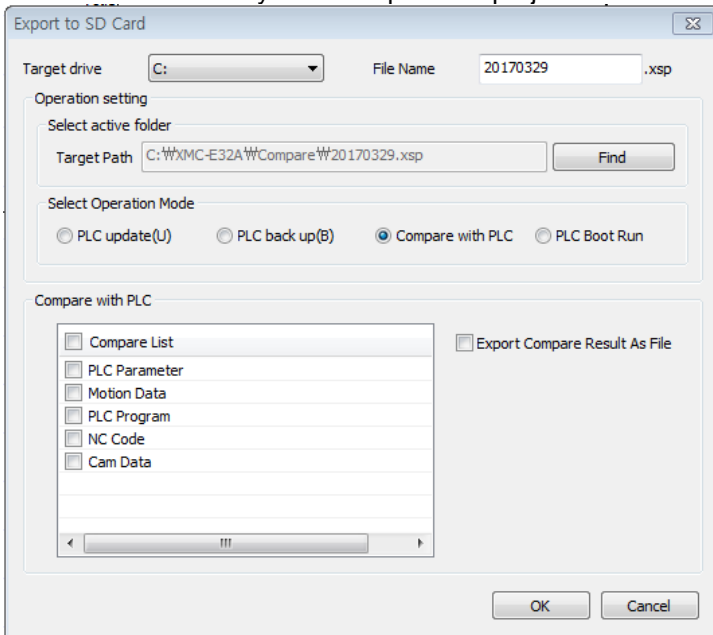 Export to SD Card
Target drive C: File Name 20170329 .xsp
Operation setting
Select active folder
Target Path C:₩XMC-E32A₩Compare₩20170329.xsp Find
Select Operation Mode
PLC update(U) PLC back up(B) Compare with PLC PLC Boot Run
Compare with PLC
Compare List Export Compare Result As File
PLC Parameter
Motion Data
PLC Program
NC Code
Cam Data
OK Cancel